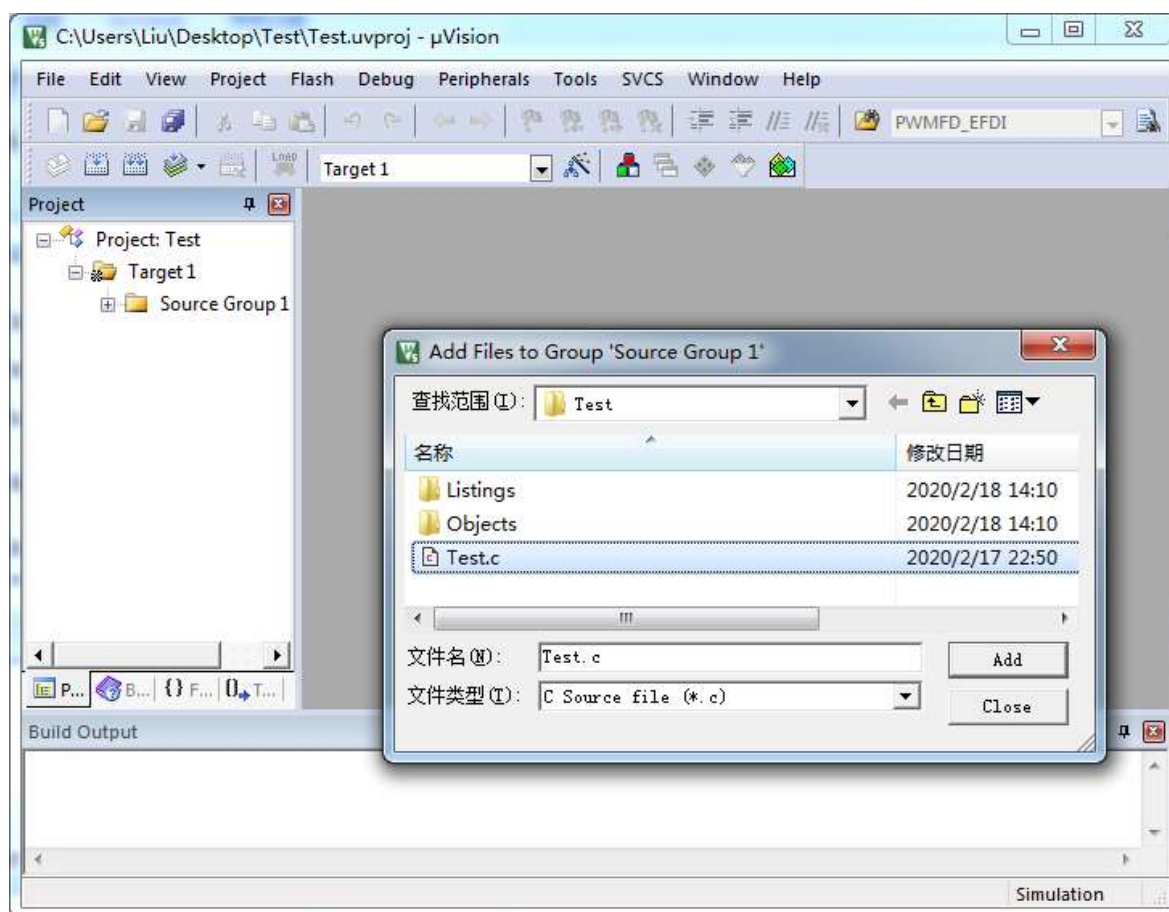 C:\Users\Liu\Desktop\Test\Test.uvproj - µVision
File Edit View Project Flash Debug Peripherals Tools SVCS Window Help
PWMFD_EFDI
LOAD Target 1
Project
Project: Test
Target 1
Source Group 1
Add Files to Group 'Source Group 1'
查找范围(I): Test
名称 修改日期
Listings 2020/2/18 14:10
Objects 2020/2/18 14:10
Test.c 2020/2/17 22:50
文件名(N): Test.c Add
文件类型(T): C Source file (*.c) Close
P... B... {} F... 0 T...
Build Output
Simulation